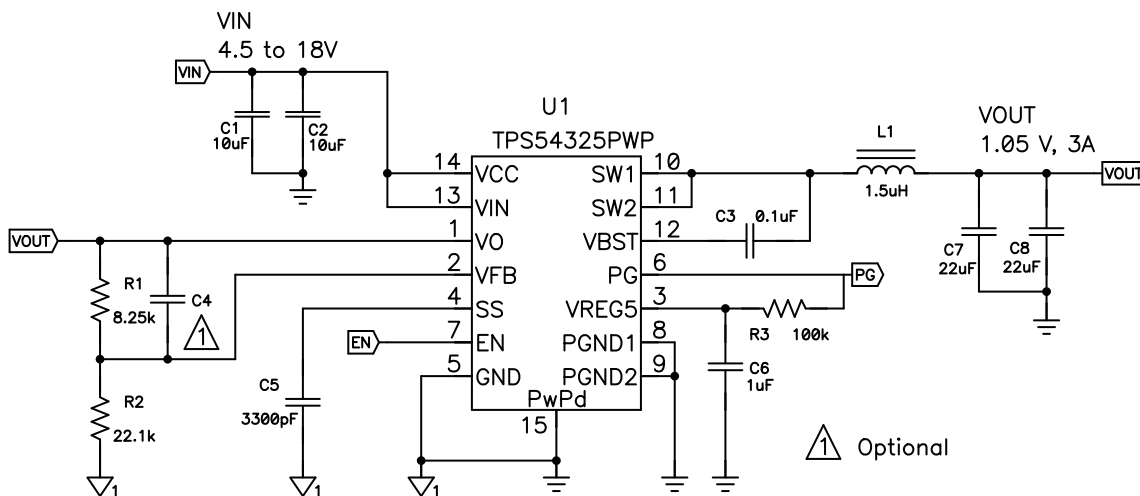 VIN
4.5 to 18V
VIN
C1
10uF
C2
10uF
U1
TPS54325PWP
14 VCC SW1 10
13 VIN SW2 11
1 VO VBST 12
2 VFB PG 6
4 SS VREG5 3
7 EN PGND1 8
5 GND PGND2 9
PwPd
15
L1
1.5uH
VOUT
1.05 V, 3A
VOUT
C3 0.1uF
C7
22uF
C8
22uF
VOUT
R1
8.25k
C4
1
R2
22.1k
C5
3300pF
EN
PG
R3
100k
C6
1uF
1 Optional
1
1
1